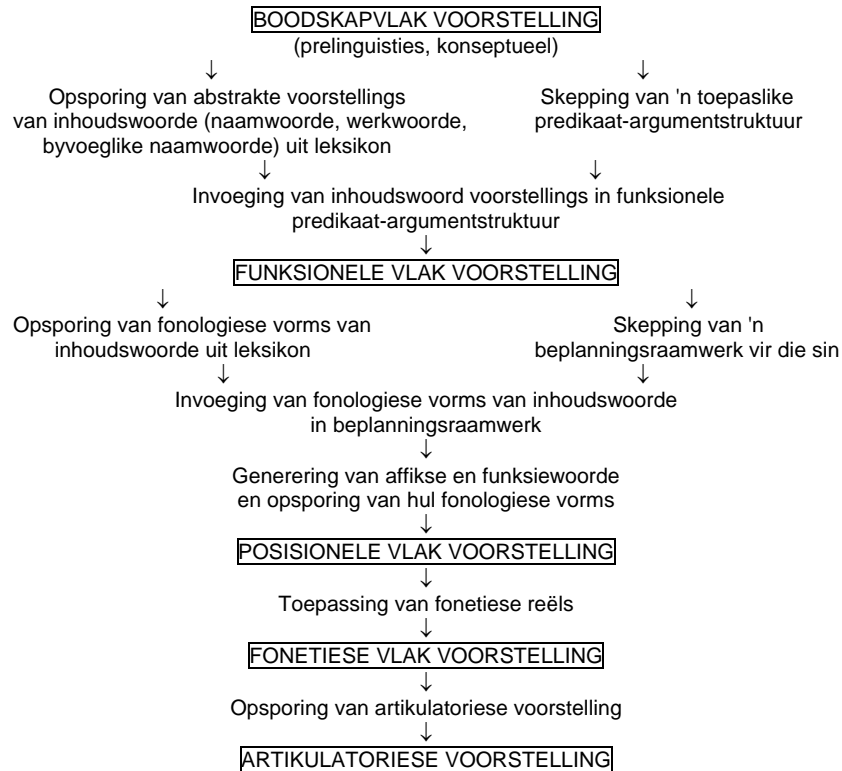 BOODSKAPVLAK VOORSTELLING
(prelinguisties, konseptueel)
↓ ↓
Opsporing van abstrakte voorstellings
van inhoudswoorde (naamwoorde, werkwoorde,
byvoeglike naamwoorde) uit leksikon
Skepping van 'n toepaslike
predikaat-argumentstruktuur
↓ ↓
Invoeging van inhoudswoord voorstellings in funksionele
predikaat-argumentstruktuur
↓
FUNKSIONELE VLAK VOORSTELLING
↓ ↓
Opsporing van fonologiese vorms van
inhoudswoorde uit leksikon
Skepping van 'n
beplanningsraamwerk vir die sin
↓ ↓
Invoeging van fonologiese vorms van inhoudswoorde
in beplanningsraamwerk
↓
Generering van affikse en funksiewoorde
en opsporing van hul fonologiese vorms
↓
POSISIONELE VLAK VOORSTELLING
↓
Toepassing van fonetiese reëls
↓
FONETIESE VLAK VOORSTELLING
↓
Opsporing van artikulatoriese voorstelling
↓
ARTIKULATORIESE VOORSTELLING